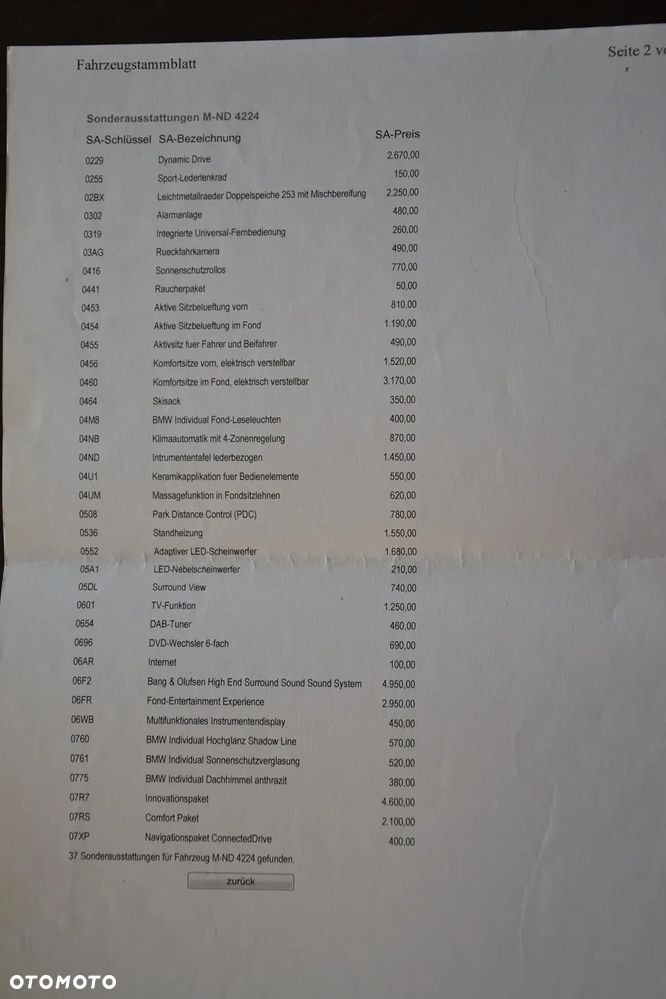 Fahrzeugstammblatt
Seite 2 v
Sonderausstattungen M-ND 4224
SA-Schlüssel SA-Bezeichnung SA-Preis
0229 Dynamic Drive 2.670,00
0255 Sport-Lederlenkrad 150,00
02BX Leichtmetallraeder Doppelspeiche 253 mit Mischbereifung 2.250,00
0302 Alarmanlage 480,00
0319 Integrierte Universal-Fernbedienung 260,00
03AG Rueckfahrkamera 490,00
0416 Sonnenschutzrollos 770,00
0441 Raucherpaket 50,00
0453 Aktive Sitzbelueftung vorn 810,00
0454 Aktive Sitzbelueftung im Fond 1.190,00
0455 Aktivsitz fuer Fahrer und Beifahrer 490,00
0456 Komfortsitze vorn, elektrisch verstellbar 1.520,00
0460 Komfortsitze im Fond, elektrisch verstellbar 3.170,00
0464 Skisack 350,00
04M8 BMW Individual Fond-Leseleuchten 400,00
04NB Klimaautomatik mit 4-Zonenregelung 870,00
04ND Intrumententafel lederbezogen 1.450,00
04U1 Keramikapplikation fuer Bedienelemente 550,00
04UM Massagefunktion in Fondsitzlehnen 620,00
0508 Park Distance Control (PDC) 780,00
0536 Standheizung 1.550,00
0552 Adaptiver LED-Scheinwerfer 1.680,00
05A1 LED-Nebelscheinwerfer 210,00
05DL Surround View 740,00
0601 TV-Funktion 1.250,00
0654 DAB-Tuner 460,00
0696 DVD-Wechsler 6-fach 690,00
06AR Internet 100,00
06F2 Bang & Olufsen High End Surround Sound Sound System 4.950,00
06FR Fond-Entertainment Experience 2.950,00
06WB Multifunktionales Instrumentendisplay 450,00
0760 BMW Individual Hochglanz Shadow Line 570,00
0761 BMW Individual Sonnenschutzverglasung 520,00
0775 BMW Individual Dachhimmel anthrazit 380,00
07R7 Innovationspaket 4.600,00
07RS Comfort Paket 2.100,00
07XP Navigationspaket ConnectedDrive 400,00
37 Sonderausstattungen für Fahrzeug M-ND 4224 gefunden.
zurück
OTOMOTO